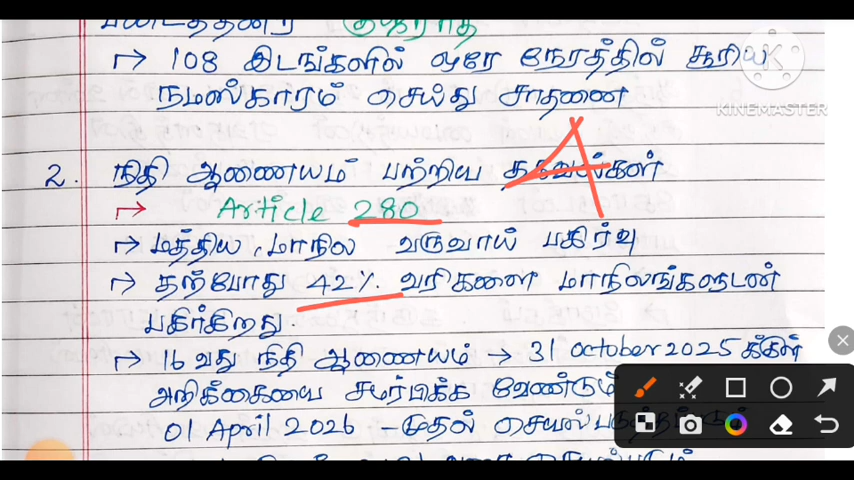 குஜராத்
→ 108 இடங்களில் ஒரே நேரத்தில் சூரிய
நமஸ்காரம் செய்து சாதனை
KINEMASTER
2. நிதி ஆணையம் பற்றிய தகவல்கள்
→ Article 280
→ மத்திய, மாநில வருவாய் பகிர்வு
→ தற்போது 42% வரிகளை மாநிலங்களுடன்
பகிர்கிறது.
→ 16 வது நிதி ஆணையம் → 31 october 2025 க்குள்
அறிக்கையை சமர்பிக்க வேண்டும்
01 April 2026 - முதல்